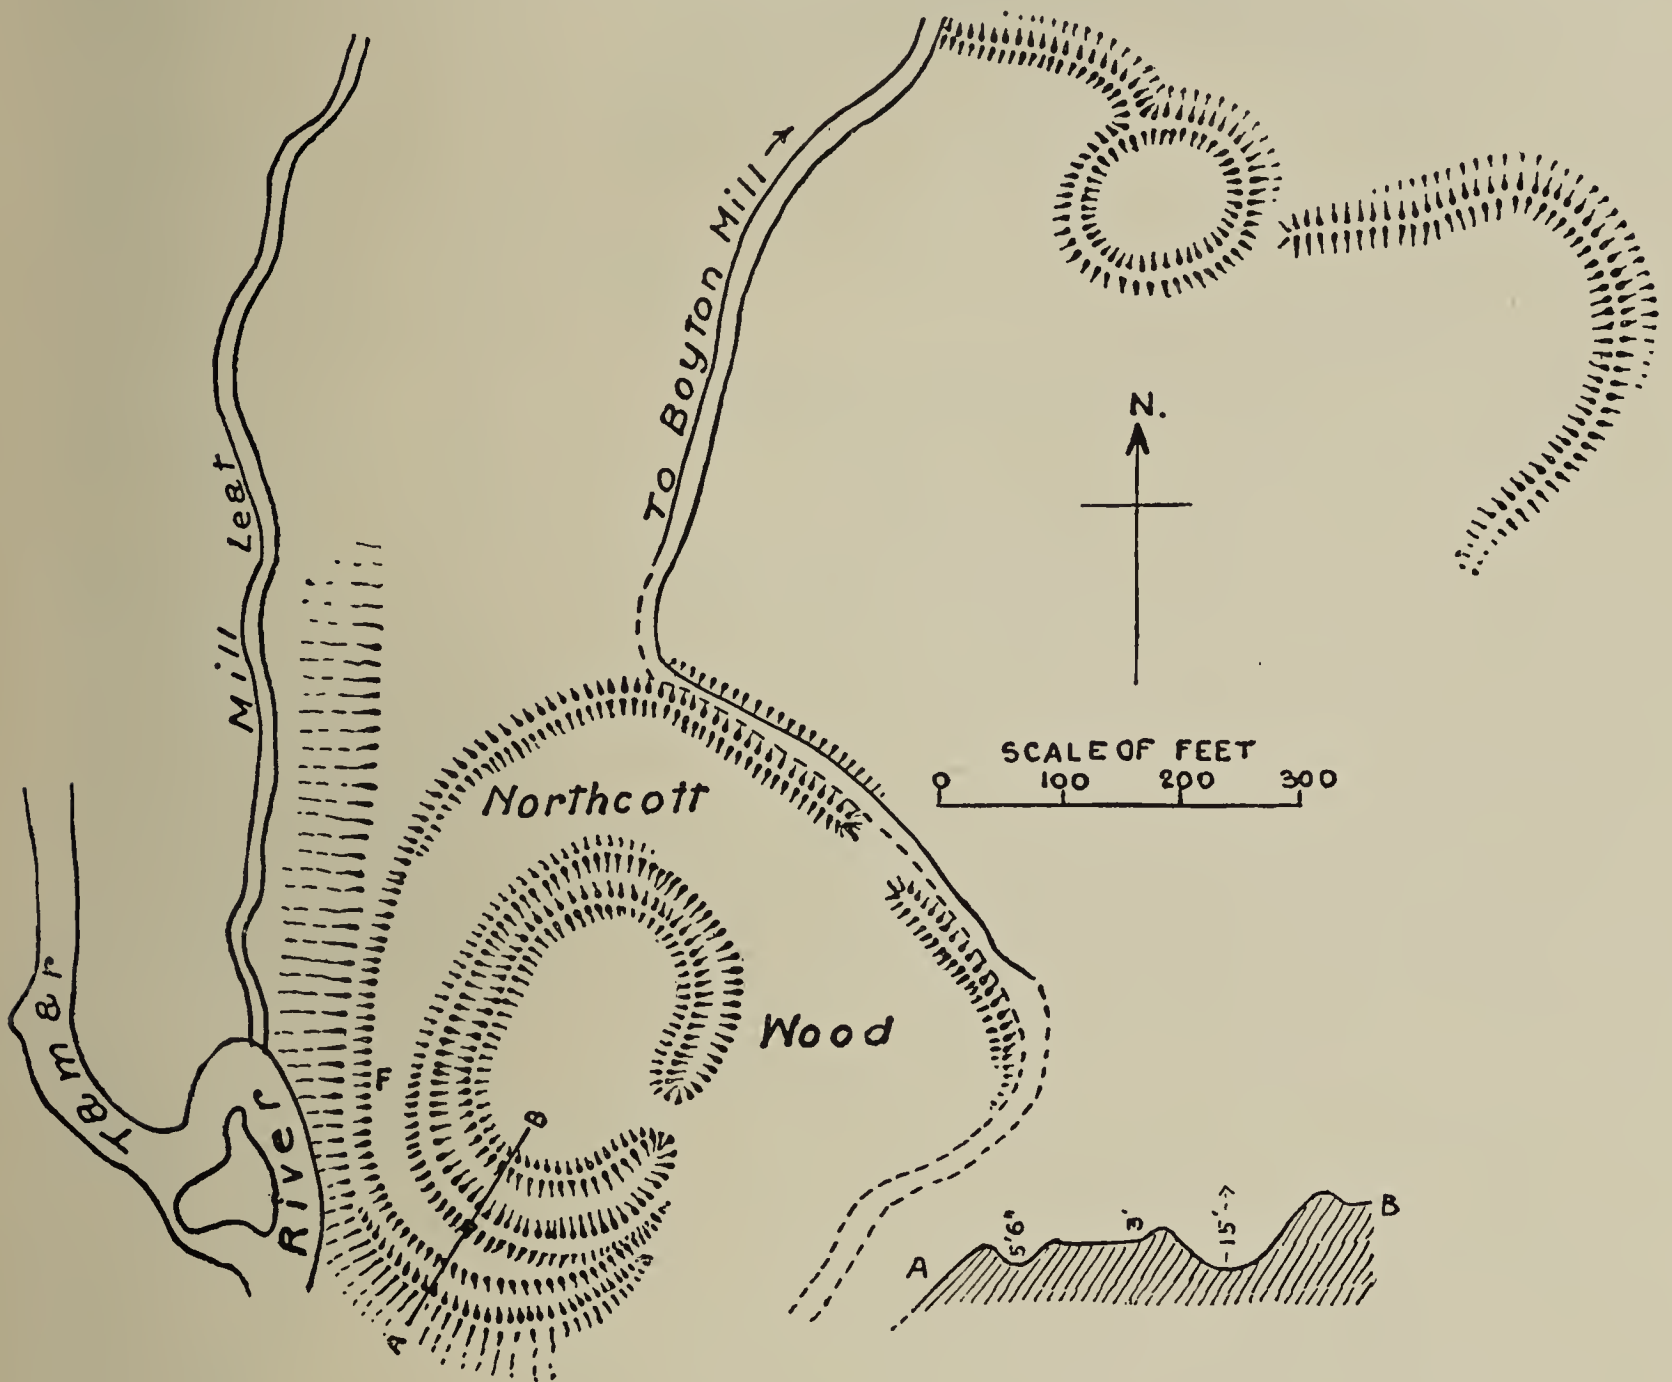 To Boyton Mill
N.
Mill Leat
SCALE OF FEET
0 100 200 300
Northcott
Wood
Tamar
River
F
B
A
A
5'6"
3'
15'
B